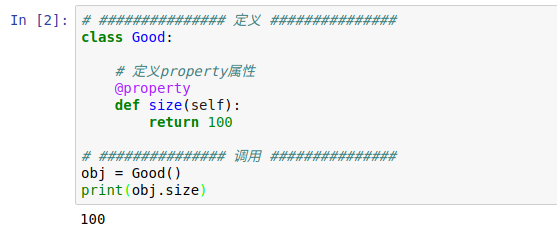 In [2]: # ############### 定义 ###############
class Good:
    # 定义property属性
    @property
    def size(self):
        return 100
# ############### 调用 ###############
obj = Good()
print(obj.size)
100